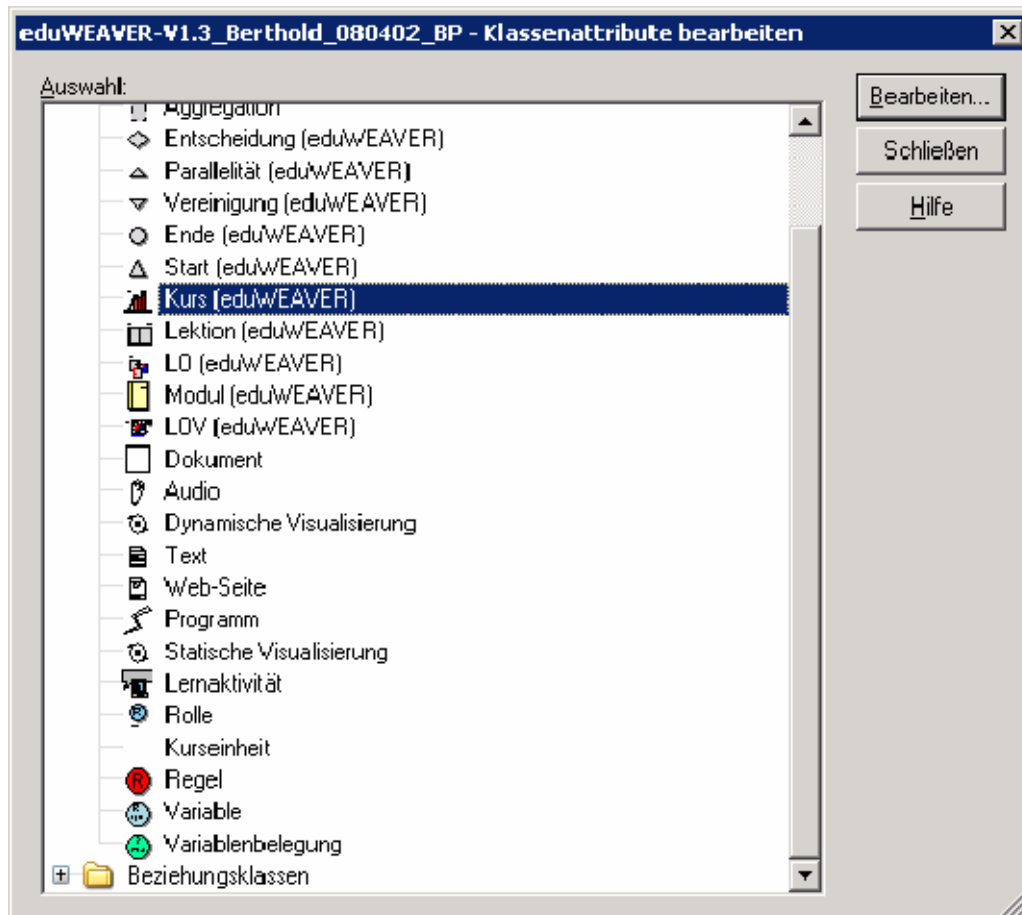 eduWEAVER-V1.3_Berthold_080402_BP - Klassenattribute bearbeiten
Auswahl:
Aggregation
Entscheidung (eduWEAVER)
Parallelität (eduWEAVER)
Vereinigung (eduWEAVER)
Ende (eduWEAVER)
Start (eduWEAVER)
Kurs (eduWEAVER)
Lektion (eduWEAVER)
LO (eduWEAVER)
Modul (eduWEAVER)
LOV (eduWEAVER)
Dokument
Audio
Dynamische Visualisierung
Text
Web-Seite
Programm
Statische Visualisierung
Lernaktivität
Rolle
Kurseinheit
Regel
Variable
Variablenbelegung
Beziehungsklassen
Bearbeiten...
Schließen
Hilfe